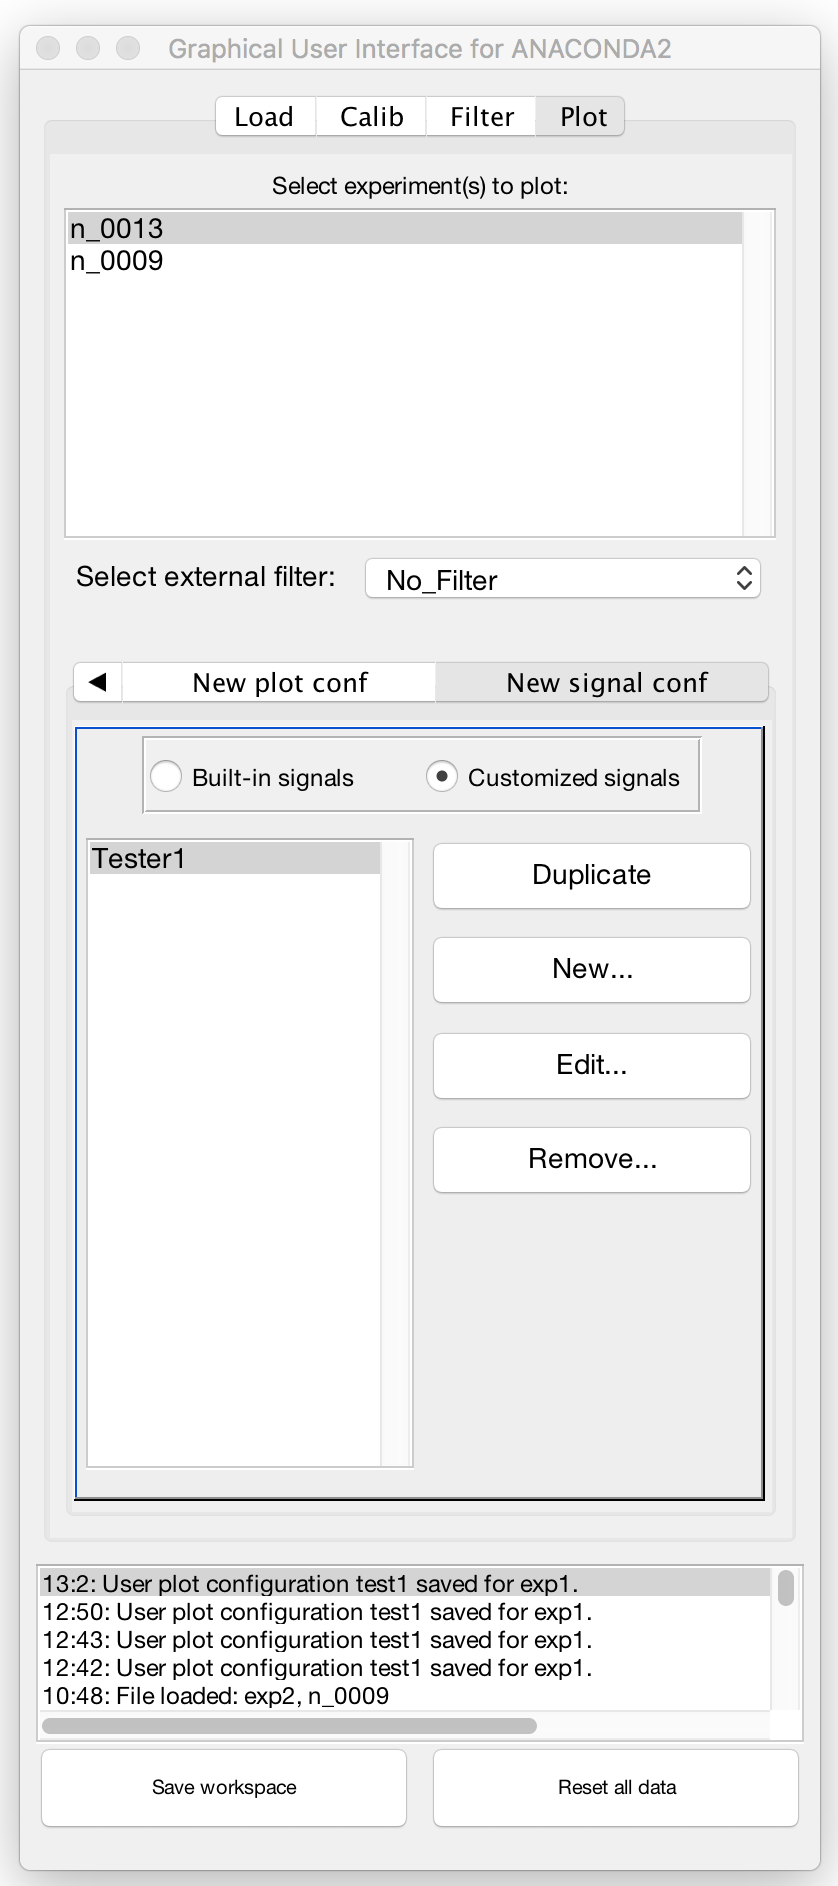 Graphical User Interface for ANACONDA2
Load Calib Filter Plot
Select experiment(s) to plot:
n_0013
n_0009
Select external filter: No_Filter
New plot conf New signal conf
Built-in signals Customized signals
Tester1
Duplicate
New...
Edit...
Remove...
13:2: User plot configuration test1 saved for exp1.
12:50: User plot configuration test1 saved for exp1.
12:43: User plot configuration test1 saved for exp1.
12:42: User plot configuration test1 saved for exp1.
10:48: File loaded: exp2, n_0009
Save workspace Reset all data